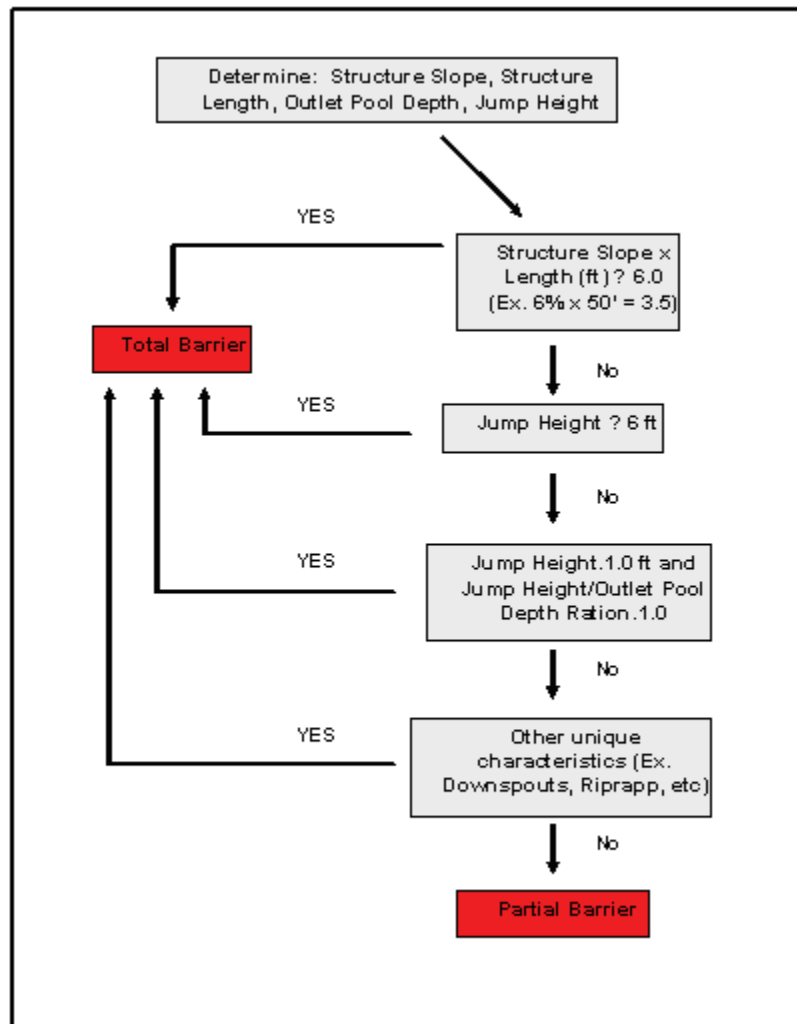 Determine: Structure Slope, Structure
Length, Outlet Pool Depth, Jump Height
YES
Structure Slope x
Length (ft) ? 6.0
(Ex. 6% x 50' = 3.5)
Total Barrier
No
YES
Jump Height ? 6 ft
No
YES
Jump Height.1.0 ft and
Jump Height/Outlet Pool
Depth Ration.1.0
No
YES
Other unique
characteristics (Ex.
Downspouts, Riprapp, etc)
No
Partial Barrier